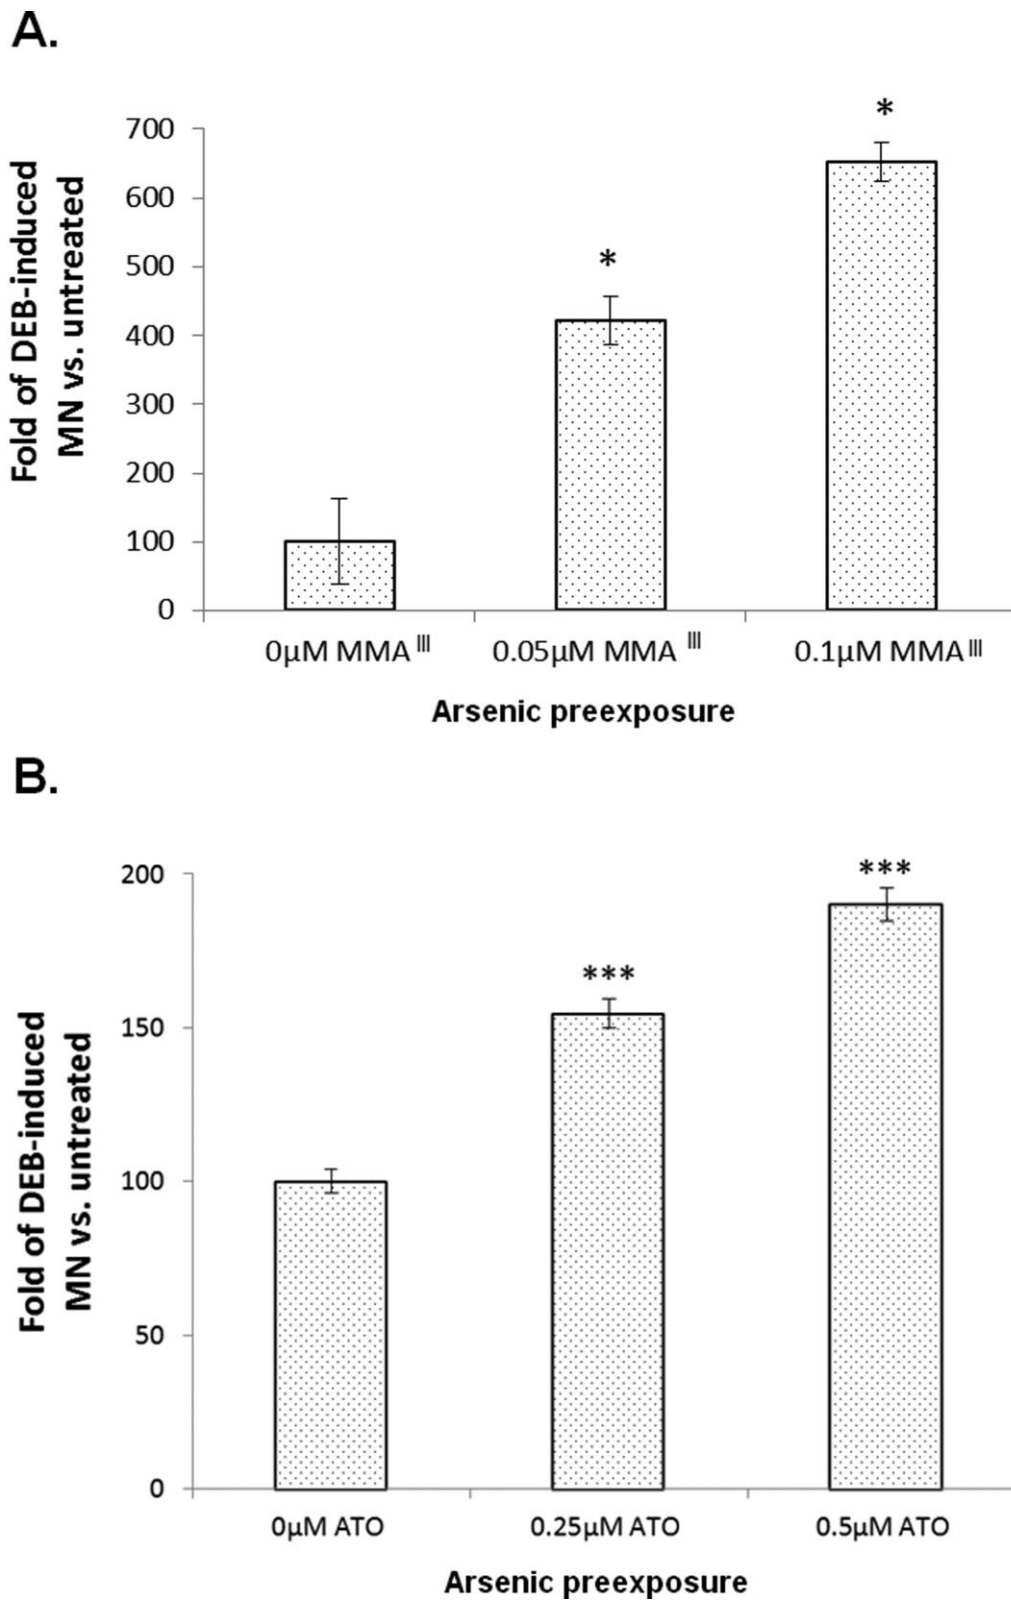 A.
Fold of DEB-induced
MN vs. untreated
700
600
500
400
300
200
100
0
*
*
0µM MMA III
0.05µM MMA III
0.1µM MMA III
Arsenic preexposure
B.
Fold of DEB-induced
MN vs. untreated
200
150
100
50
0
***
***
0µM ATO
0.25µM ATO
0.5µM ATO
Arsenic preexposure